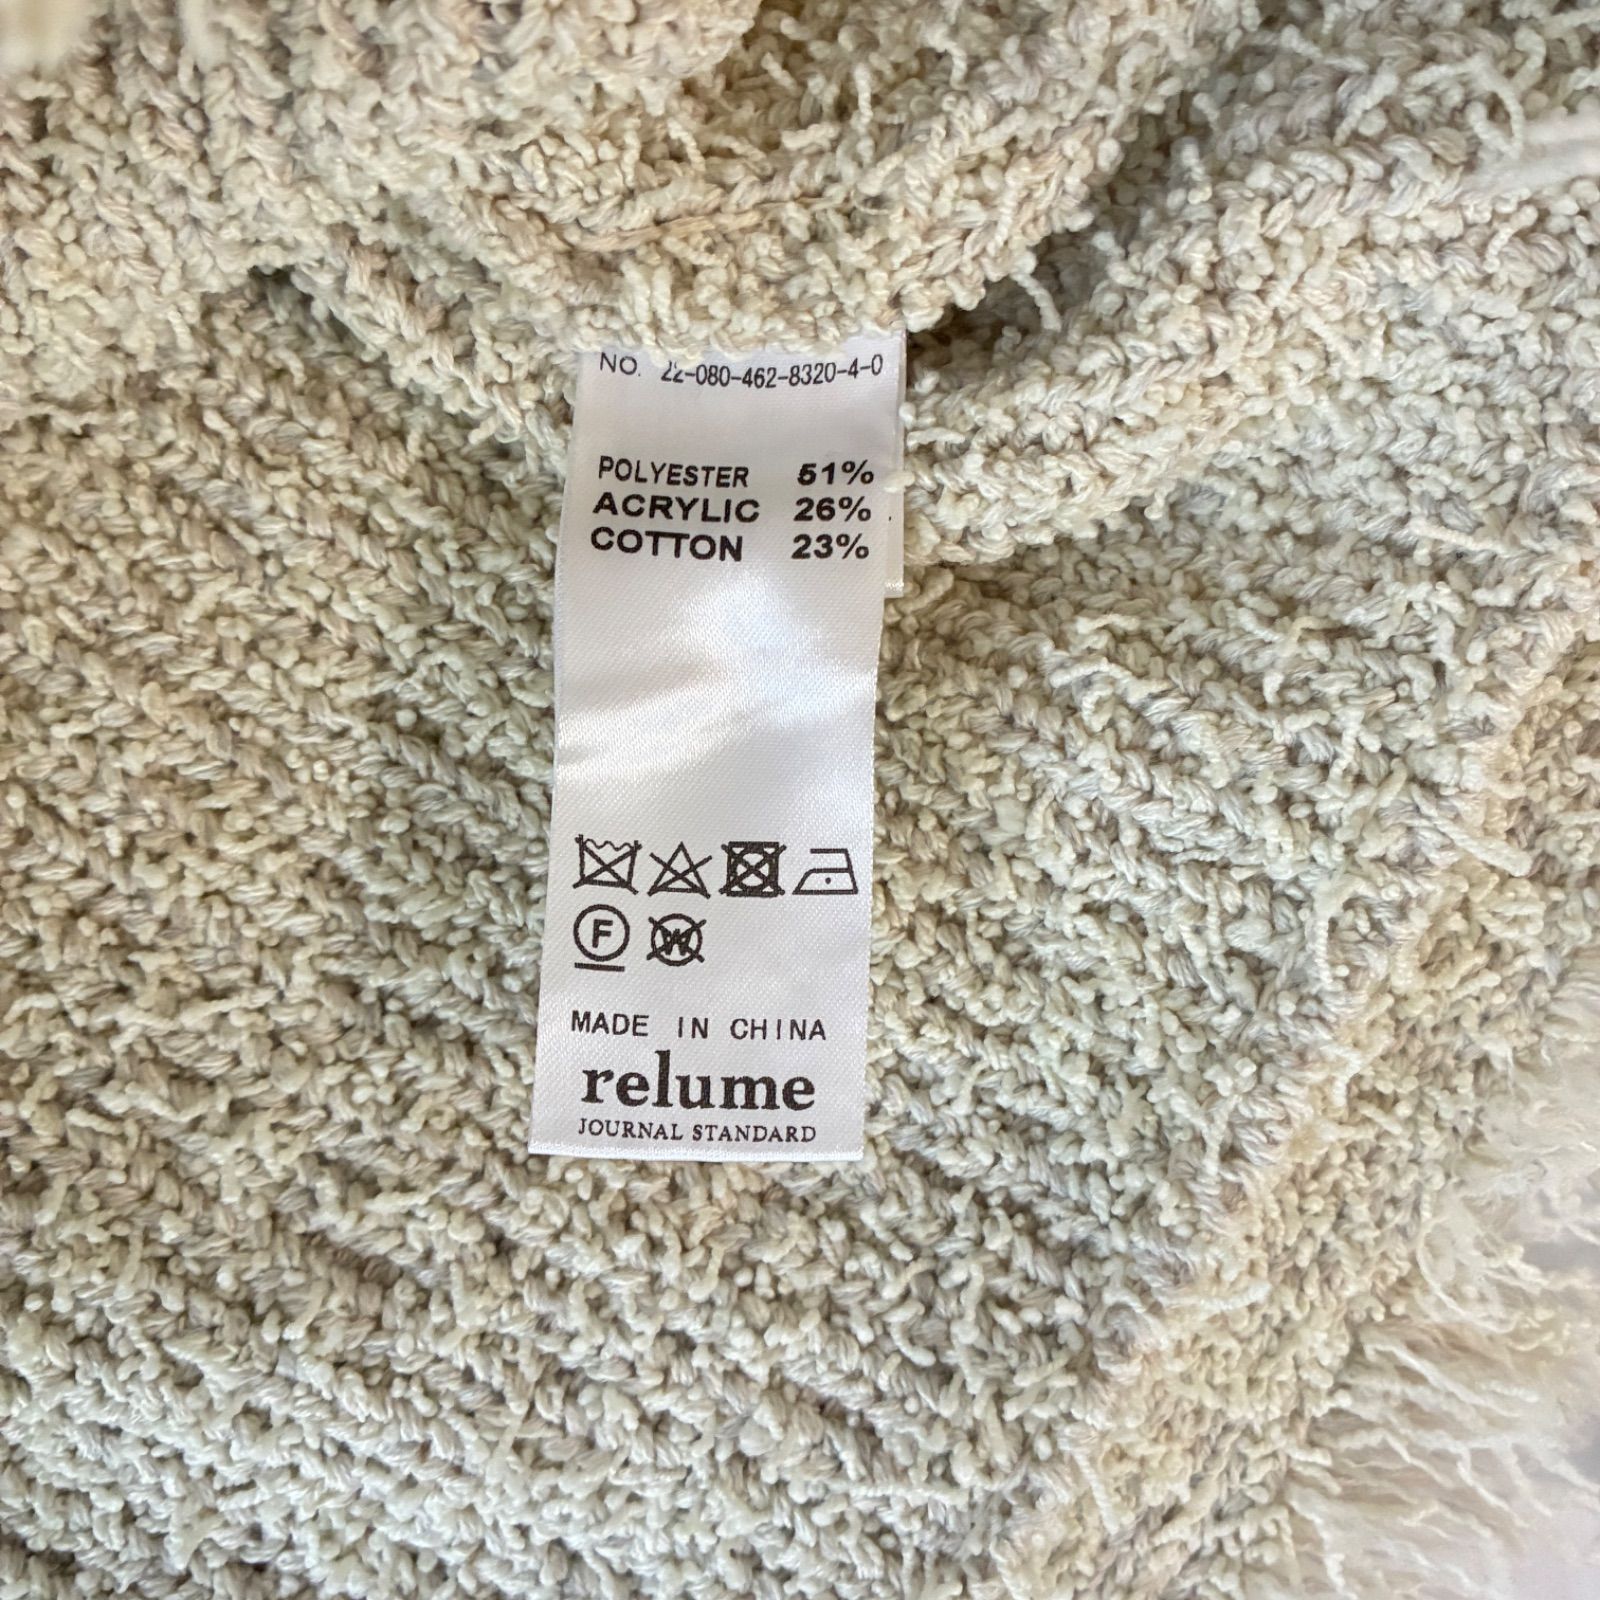 NO. 22-080-462-8320-4-0
POLYESTER 51%
ACRYLIC 26%
COTTON 23%
F
W
MADE IN CHINA
relume
JOURNAL STANDARD